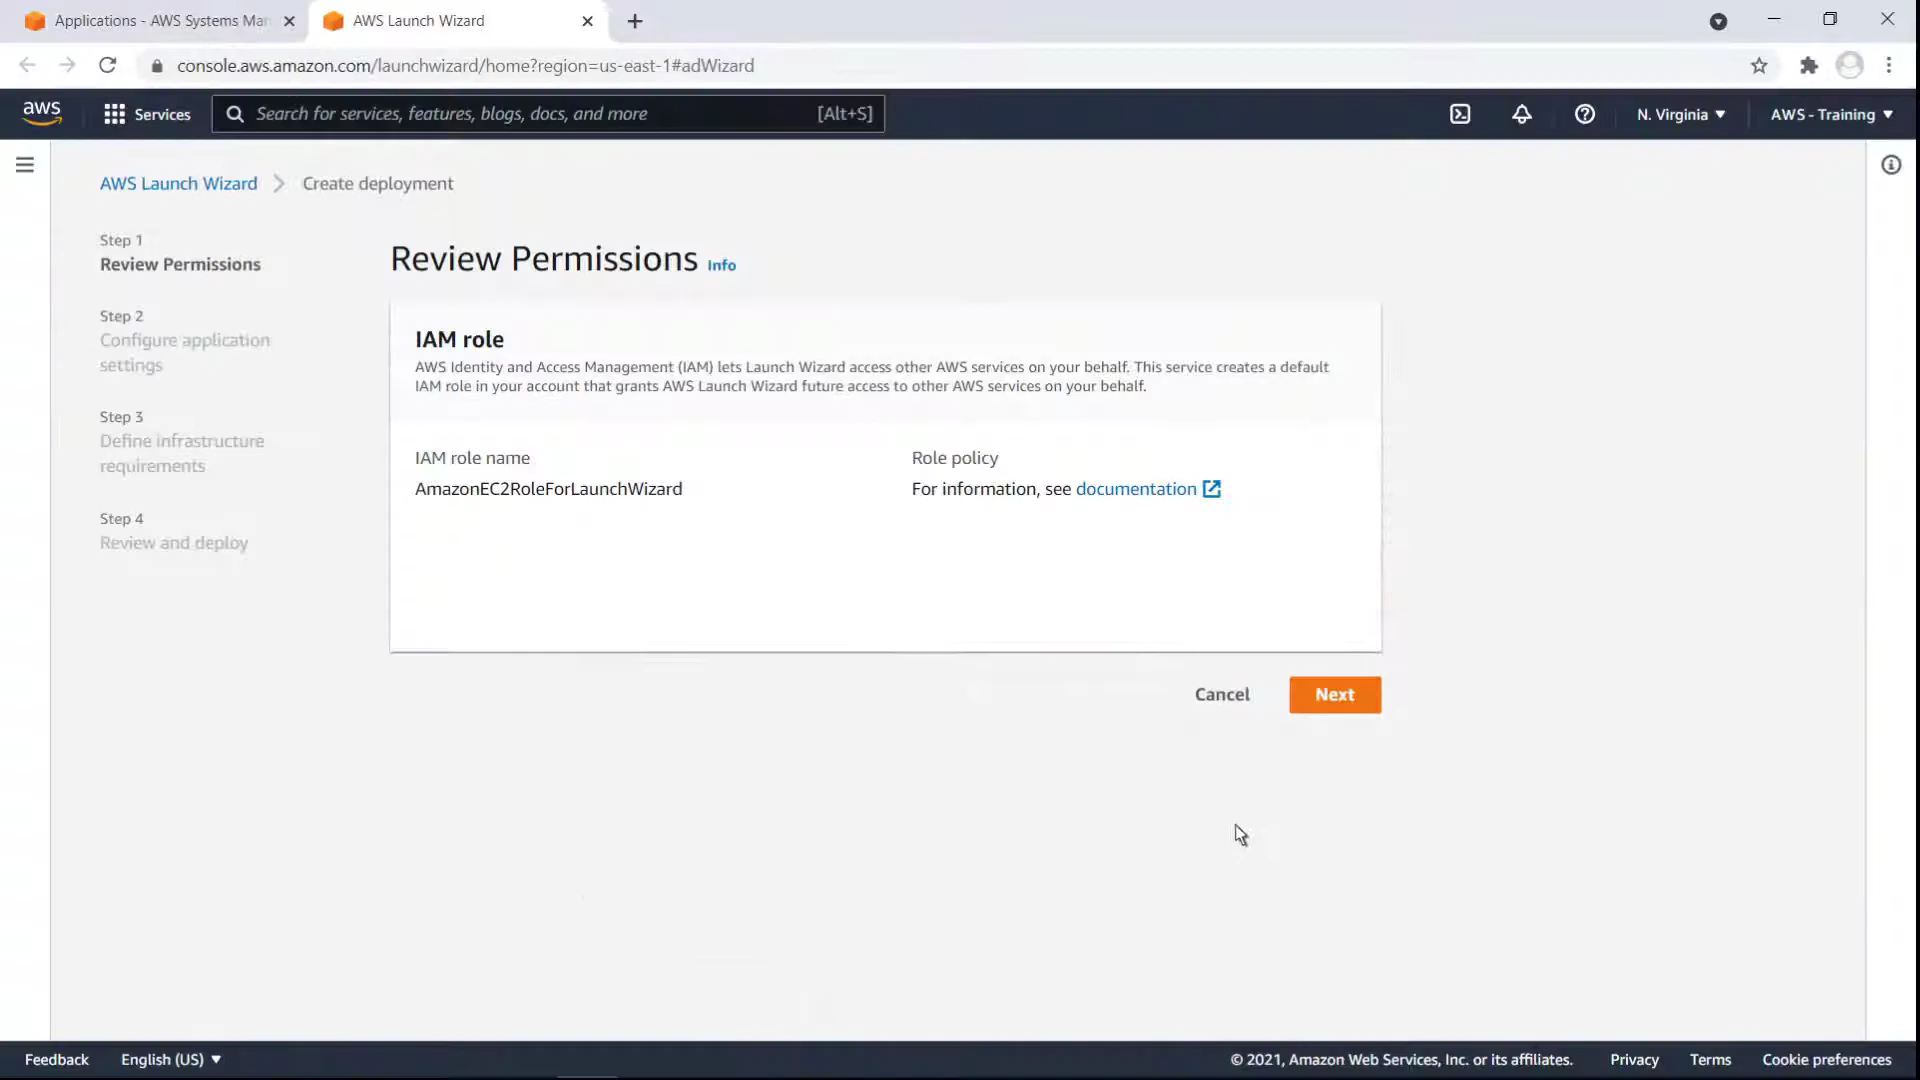 Applications - AWS Systems Man
AWS Launch Wizard
console.aws.amazon.com/launchwizard/home?region=us-east-1#adWizard
aws
Services
Search for services, features, blogs, docs, and more
[Alt+S]
N. Virginia
AWS - Training
AWS Launch Wizard
Create deployment
Step 1
Review Permissions
Step 2
Configure application
settings
Step 3
Define infrastructure
requirements
Step 4
Review and deploy
Review Permissions Info
IAM role
AWS Identity and Access Management (IAM) lets Launch Wizard access other AWS services on your behalf. This service creates a default
IAM role in your account that grants AWS Launch Wizard future access to other AWS services on your behalf.
IAM role name
AmazonEC2RoleForLaunchWizard
Role policy
For information, see documentation
Cancel
Next
Feedback
English (US)
© 2021, Amazon Web Services, Inc. or its affiliates.
Privacy
Terms
Cookie preferences